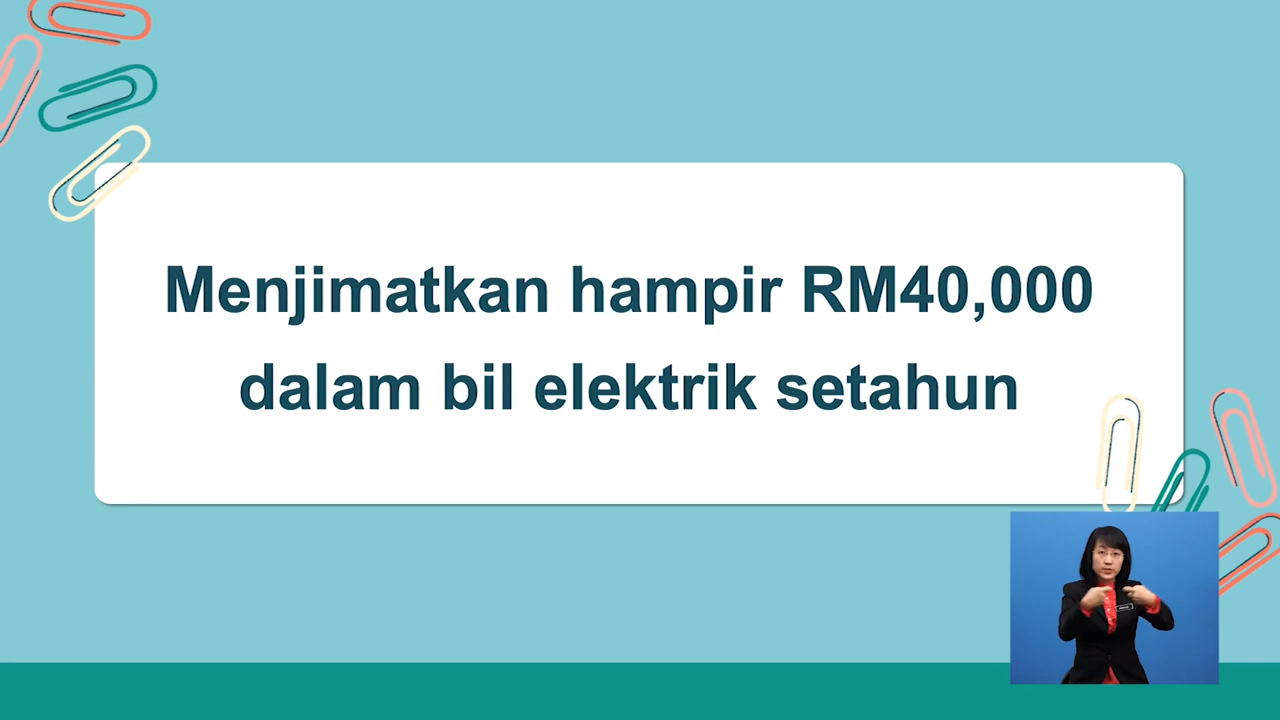 Menjimatkan hampir RM40,000
dalam bil elektrik setahun